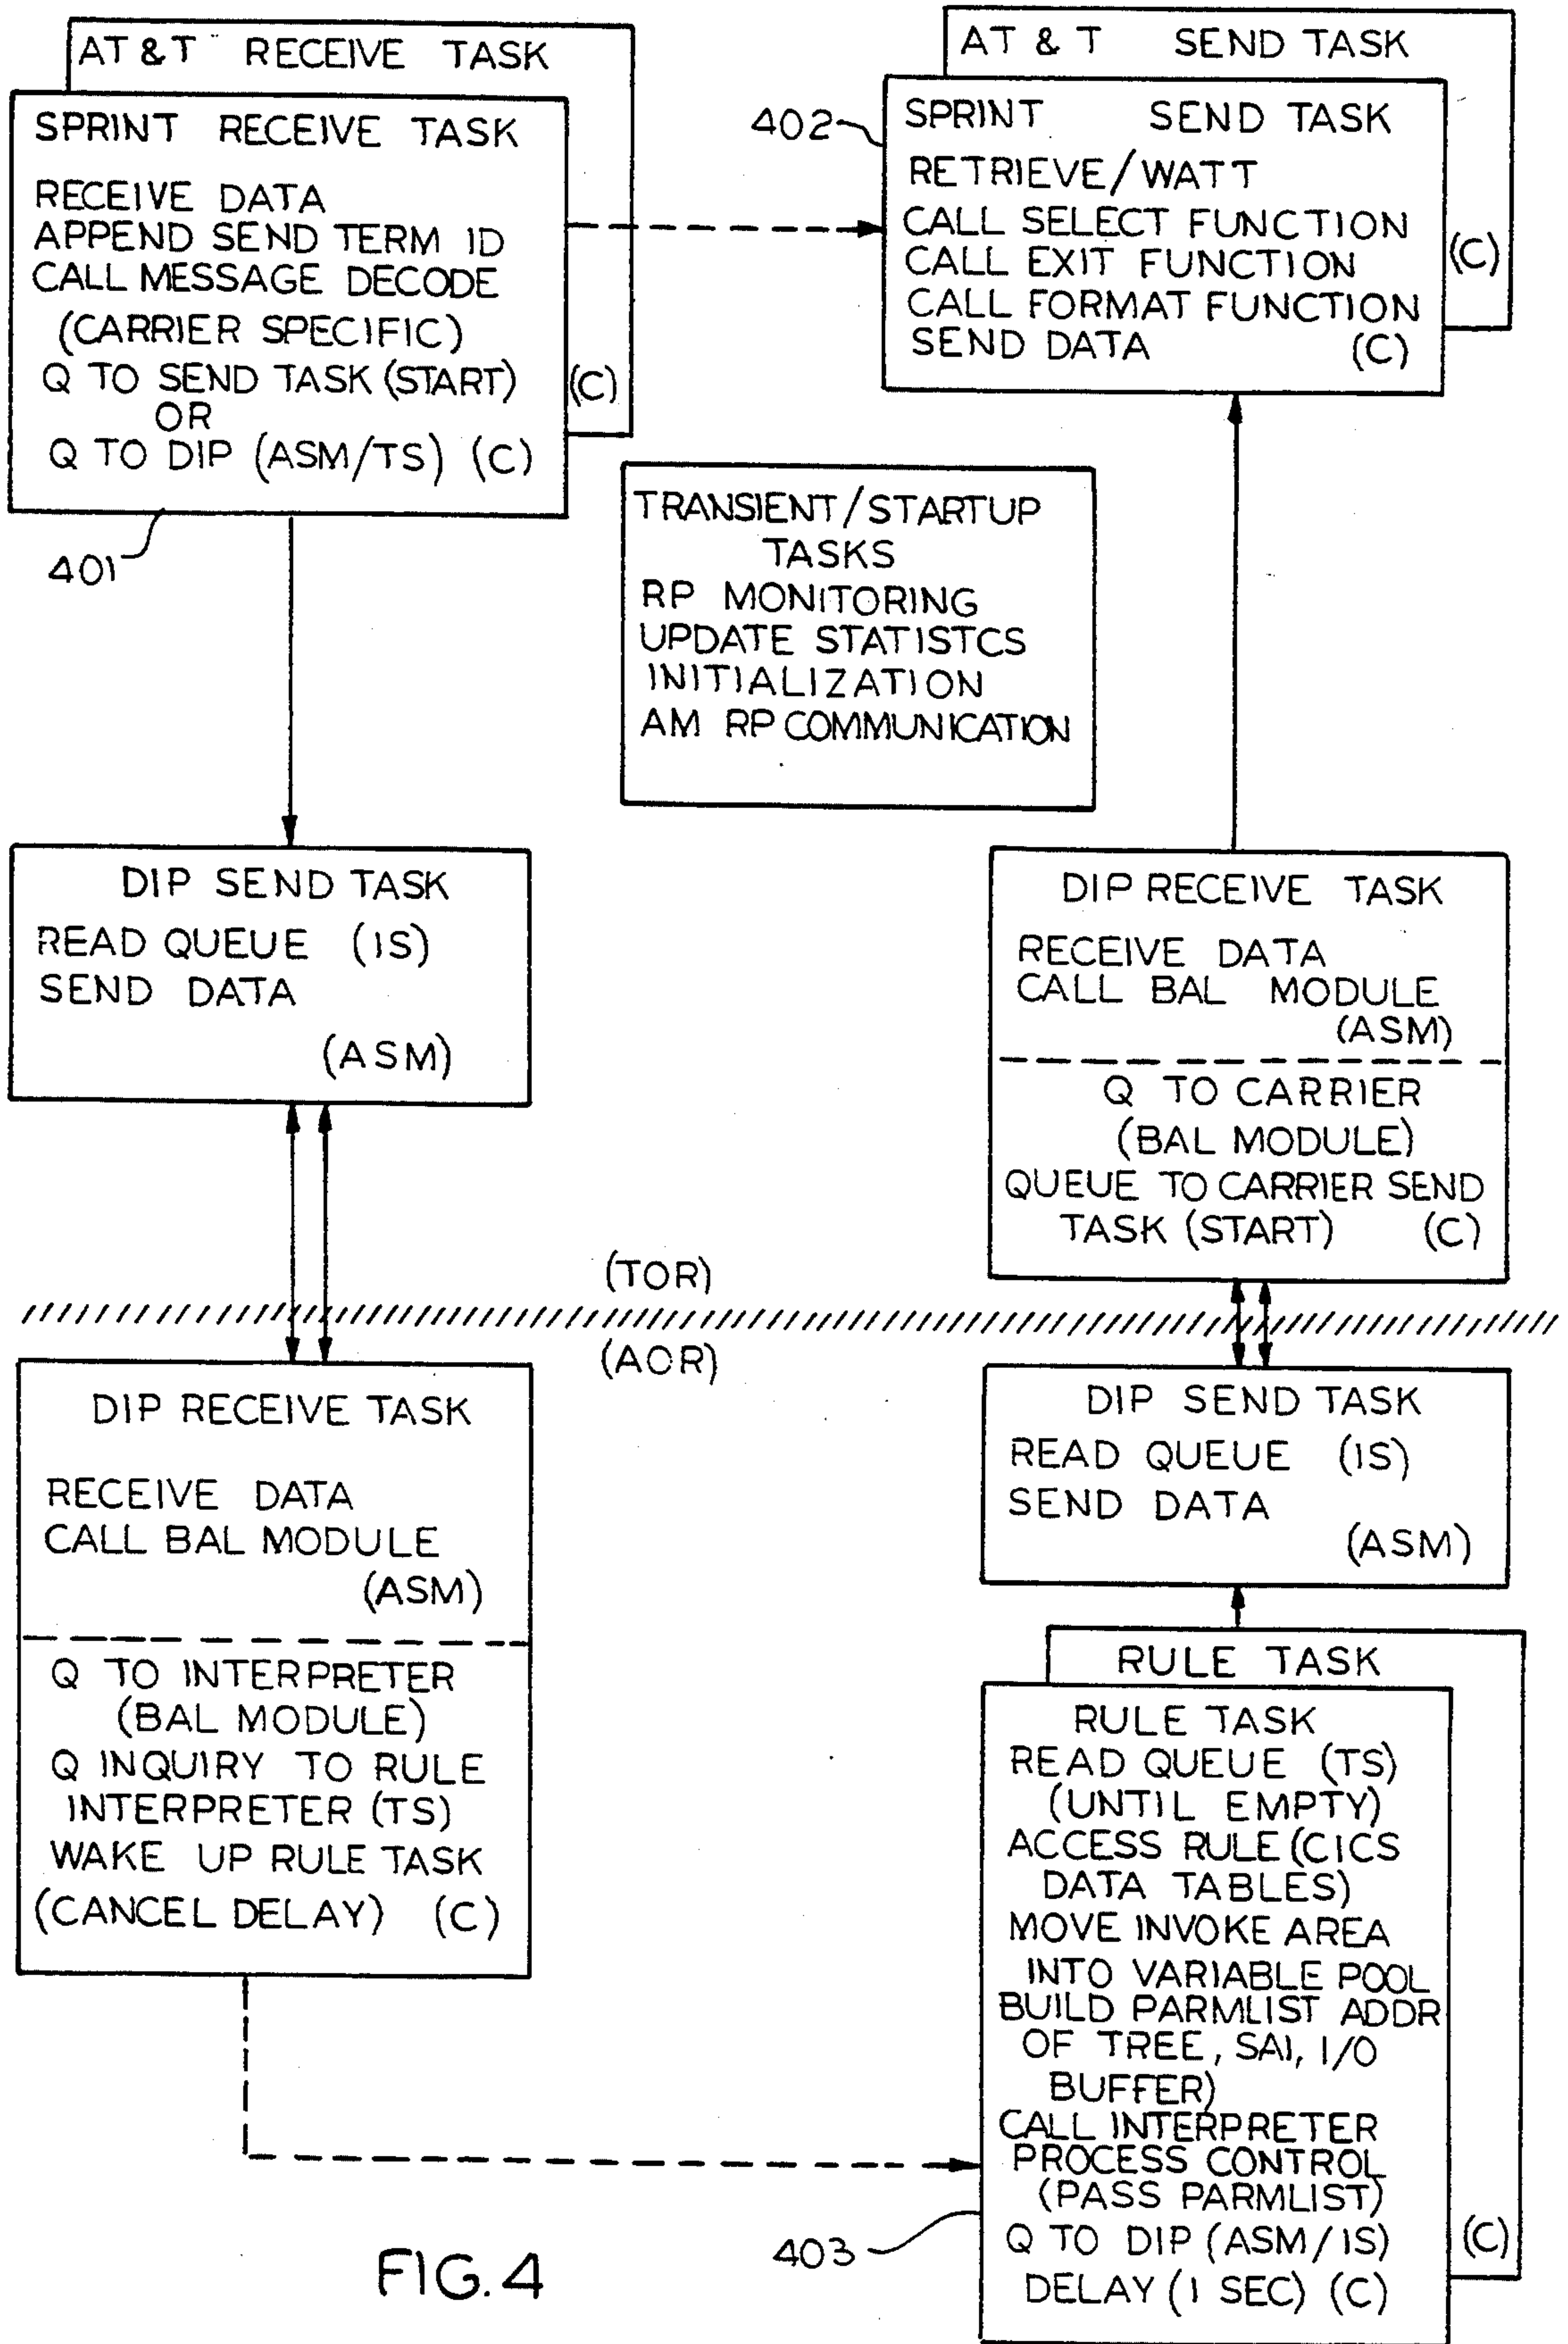 AT & T RECEIVE TASK
SPRINT RECEIVE TASK
RECEIVE DATA
APPEND SEND TERM ID
CALL MESSAGE DECODE
(CARRIER SPECIFIC)
Q TO SEND TASK (START)
OR
Q TO DIP (ASM/TS) (C)
(C)
401
AT & T SEND TASK
402
SPRINT SEND TASK
RETRIEVE/WATT
CALL SELECT FUNCTION
CALL EXIT FUNCTION
CALL FORMAT FUNCTION
SEND DATA (C)
(C)
TRANSIENT/STARTUP
TASKS
RP MONITORING
UPDATE STATISTCS
INITIALIZATION
AM RP COMMUNICATION
DIP SEND TASK
READ QUEUE (IS)
SEND DATA
(ASM)
DIP RECEIVE TASK
RECEIVE DATA
CALL BAL MODULE
(ASM)
Q TO CARRIER
(BAL MODULE)
QUEUE TO CARRIER SEND
TASK (START) (C)
(TOR)
(AOR)
DIP RECEIVE TASK
RECEIVE DATA
CALL BAL MODULE
(ASM)
Q TO INTERPRETER
(BAL MODULE)
Q INQUIRY TO RULE
INTERPRETER (TS)
WAKE UP RULE TASK
(CANCEL DELAY) (C)
DIP SEND TASK
READ QUEUE (IS)
SEND DATA
(ASM)
RULE TASK
RULE TASK
READ QUEUE (TS)
(UNTIL EMPTY)
ACCESS RULE (CICS
DATA TABLES)
MOVE INVOKE AREA
INTO VARIABLE POOL
BUILD PARMLIST ADDR
OF TREE, SAI, I/O
BUFFER)
CALL INTERPRETER
PROCESS CONTROL
(PASS PARMLIST)
Q TO DIP (ASM/IS)
DELAY (1 SEC) (C)
(C)
403
FIG. 4